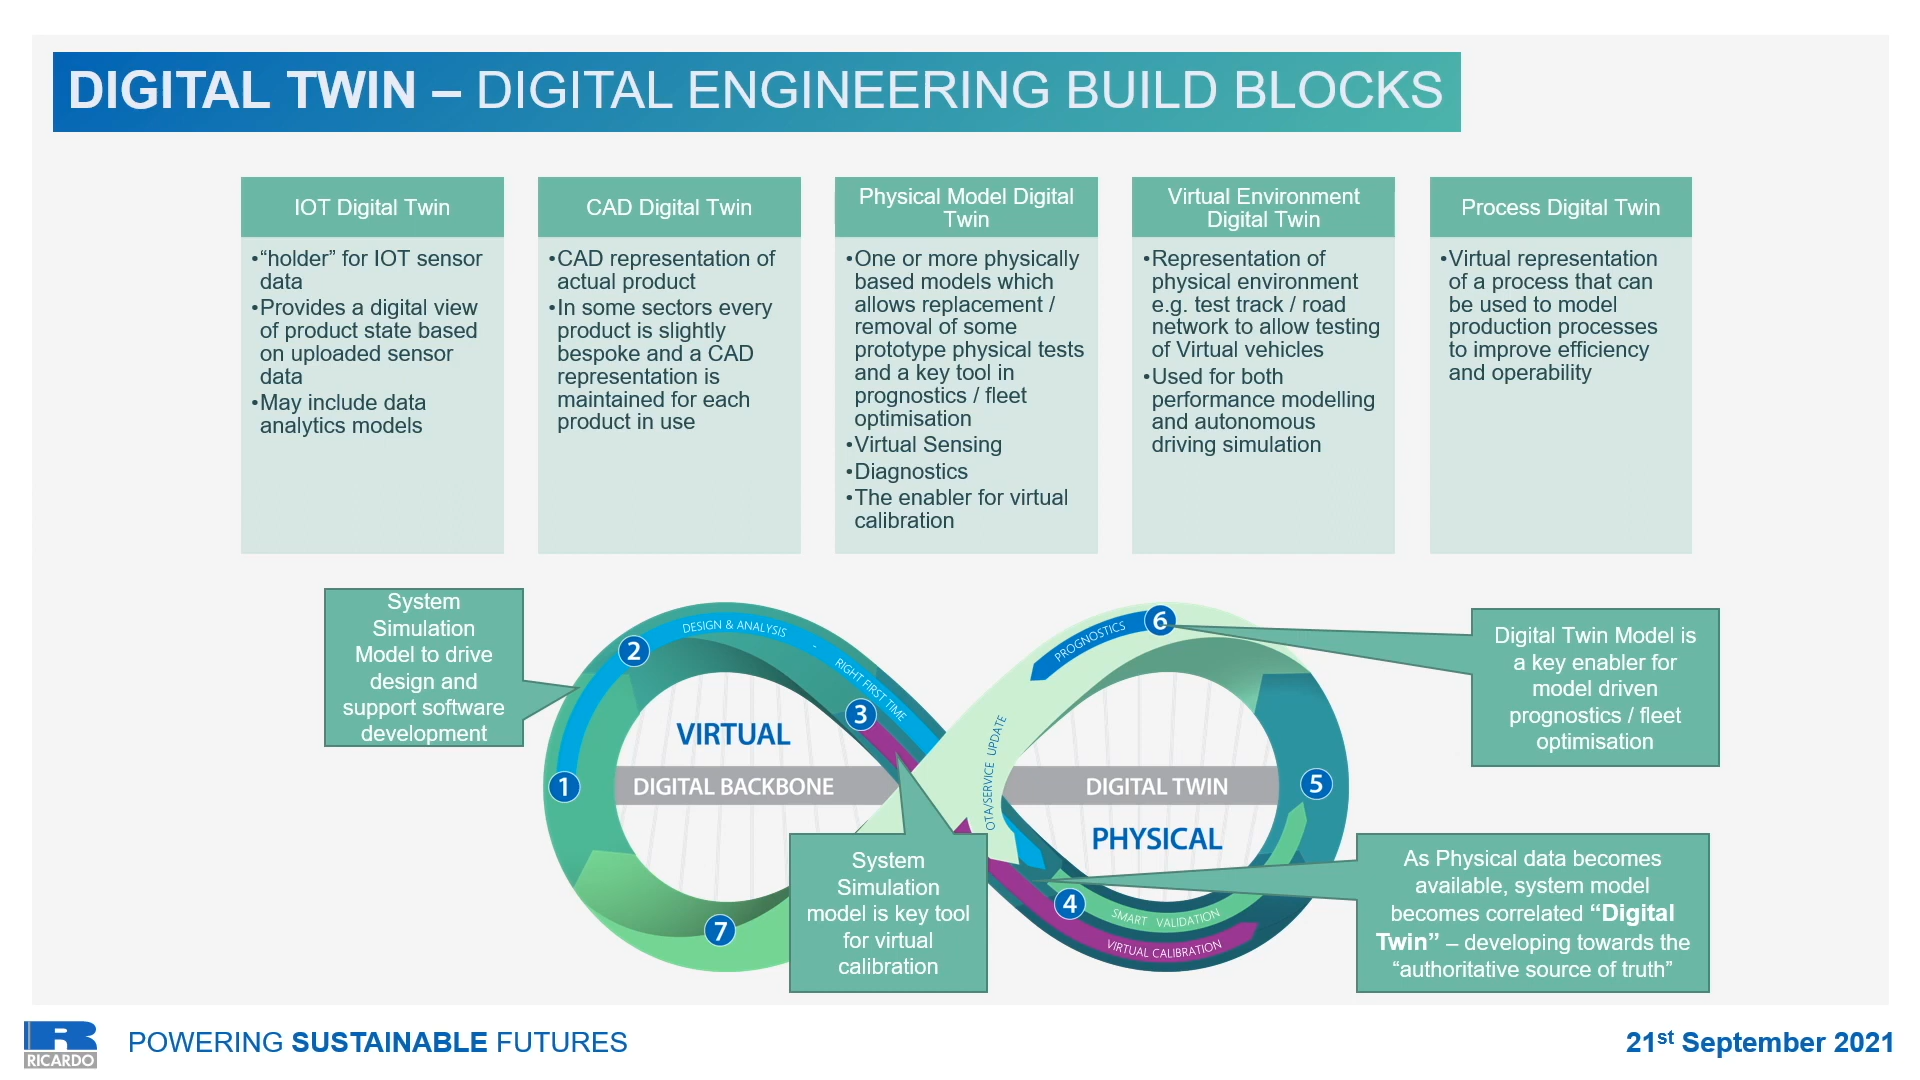 DIGITAL TWIN – DIGITAL ENGINEERING BUILD BLOCKS
IOT Digital Twin
•“holder” for IOT sensor
data
•Provides a digital view
of product state based
on uploaded sensor
data
•May include data
analytics models
CAD Digital Twin
•CAD representation of
actual product
•In some sectors every
product is slightly
bespoke and a CAD
representation is
maintained for each
product in use
Physical Model Digital
Twin
•One or more physically
based models which
allows replacement /
removal of some
prototype physical tests
and a key tool in
prognostics / fleet
optimisation
•Virtual Sensing
•Diagnostics
•The enabler for virtual
calibration
Virtual Environment
Digital Twin
•Representation of
physical environment
e.g. test track / road
network to allow testing
of Virtual vehicles
•Used for both
performance modelling
and autonomous
driving simulation
Process Digital Twin
•Virtual representation
of a process that can
be used to model
production processes
to improve efficiency
and operability
System
Simulation
Model to drive
design and
support software
development
1
2
DESIGN & ANALYSIS - RIGHT FIRST TIME
3
VIRTUAL
DIGITAL BACKBONE
7
System
Simulation
model is key tool
for virtual
calibration
OTA/SERVICE UPDATE
PROGNOSTICS
6
DIGITAL TWIN
PHYSICAL
5
4
SMART VALIDATION
VIRTUAL CALIBRATION
Digital Twin Model is
a key enabler for
model driven
prognostics / fleet
optimisation
As Physical data becomes
available, system model
becomes correlated “Digital
Twin” – developing towards the
“authoritative source of truth”
R
RICARDO
POWERING SUSTAINABLE FUTURES
21st September 2021